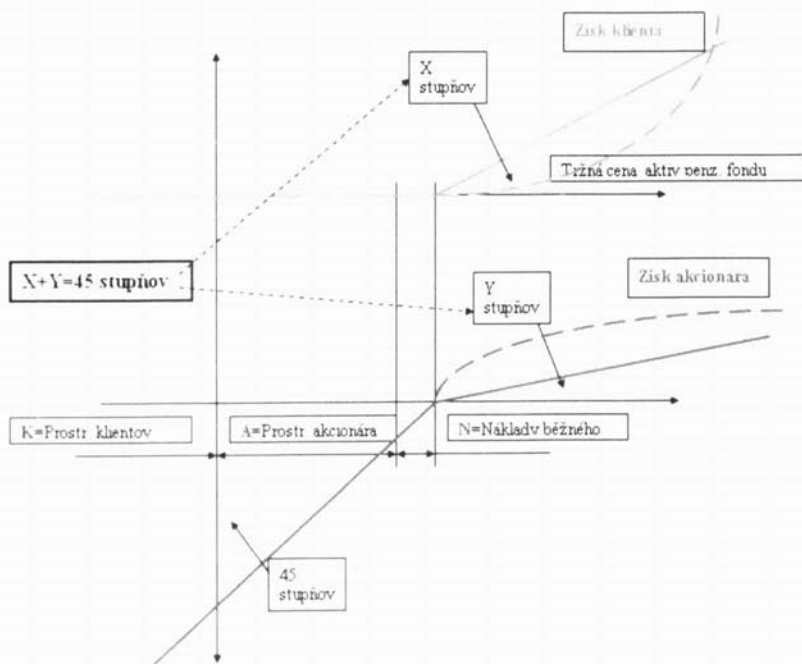 Zisk klienta
X
stupňov
Tržná cena aktiv penz. fondu
X+Y=45 stupňov
Zisk akcionara
Y
stupňov
K=Prostr. klientov
A=Prostr. akcionára
N=Nákladv běžného
45
stupňov